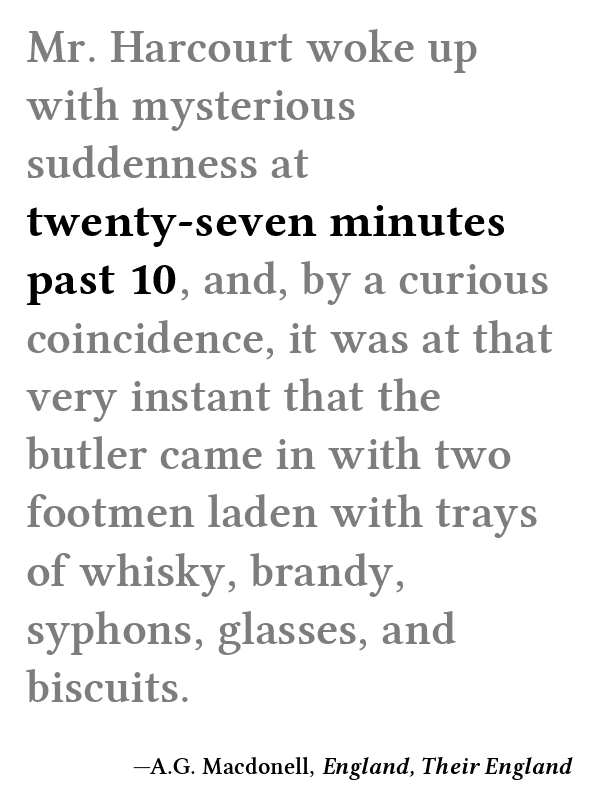 Mr. Harcourt woke up
with mysterious
suddenness at
twenty-seven minutes
past 10, and, by a curious
coincidence, it was at that
very instant that the
butler came in with two
footmen laden with trays
of whisky, brandy,
syphons, glasses, and
biscuits.
—A.G. Macdonell, England, Their England